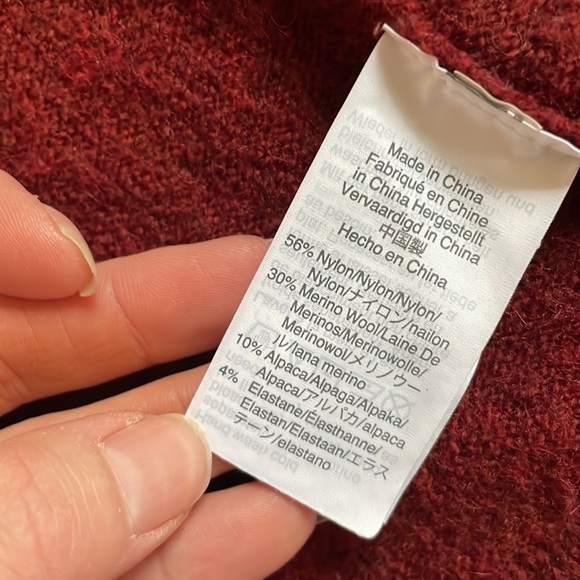 Made in China
Fabriqué en Chine
in China Hergestellt
Vervaardigd in China
中国製
Hecho en China
56% Nylon/Nylon/Nylon/
Nylon/ナイロン/nailon
30% Merino Wool/Laine De
Merinos/Merinowolle/
Merinowol/メリノウー
ル/lana merino
10% Alpaca/Alpaga/Alpaka/
Alpaca/アルパカ/alpaca
4% Elastane/Élasthanne/
Elastan/Elastaan/エラス
テーン/elastano